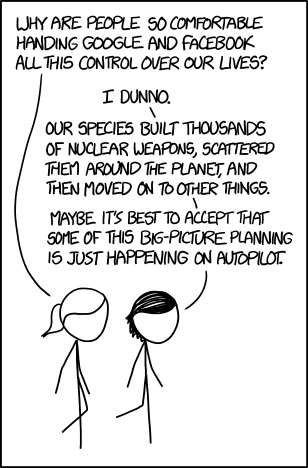 WHY ARE PEOPLE SO COMFORTABLE
HANDING GOOGLE AND FACEBOOK
ALL THIS CONTROL OVER OUR LIVES?
I DUNNO.
OUR SPECIES BUILT THOUSANDS
OF NUCLEAR WEAPONS, SCATTERED
THEM AROUND THE PLANET, AND
THEN MOVED ON TO OTHER THINGS.
MAYBE IT'S BEST TO ACCEPT THAT
SOME OF THIS BIG-PICTURE PLANNING
IS JUST HAPPENING ON AUTOPILOT.